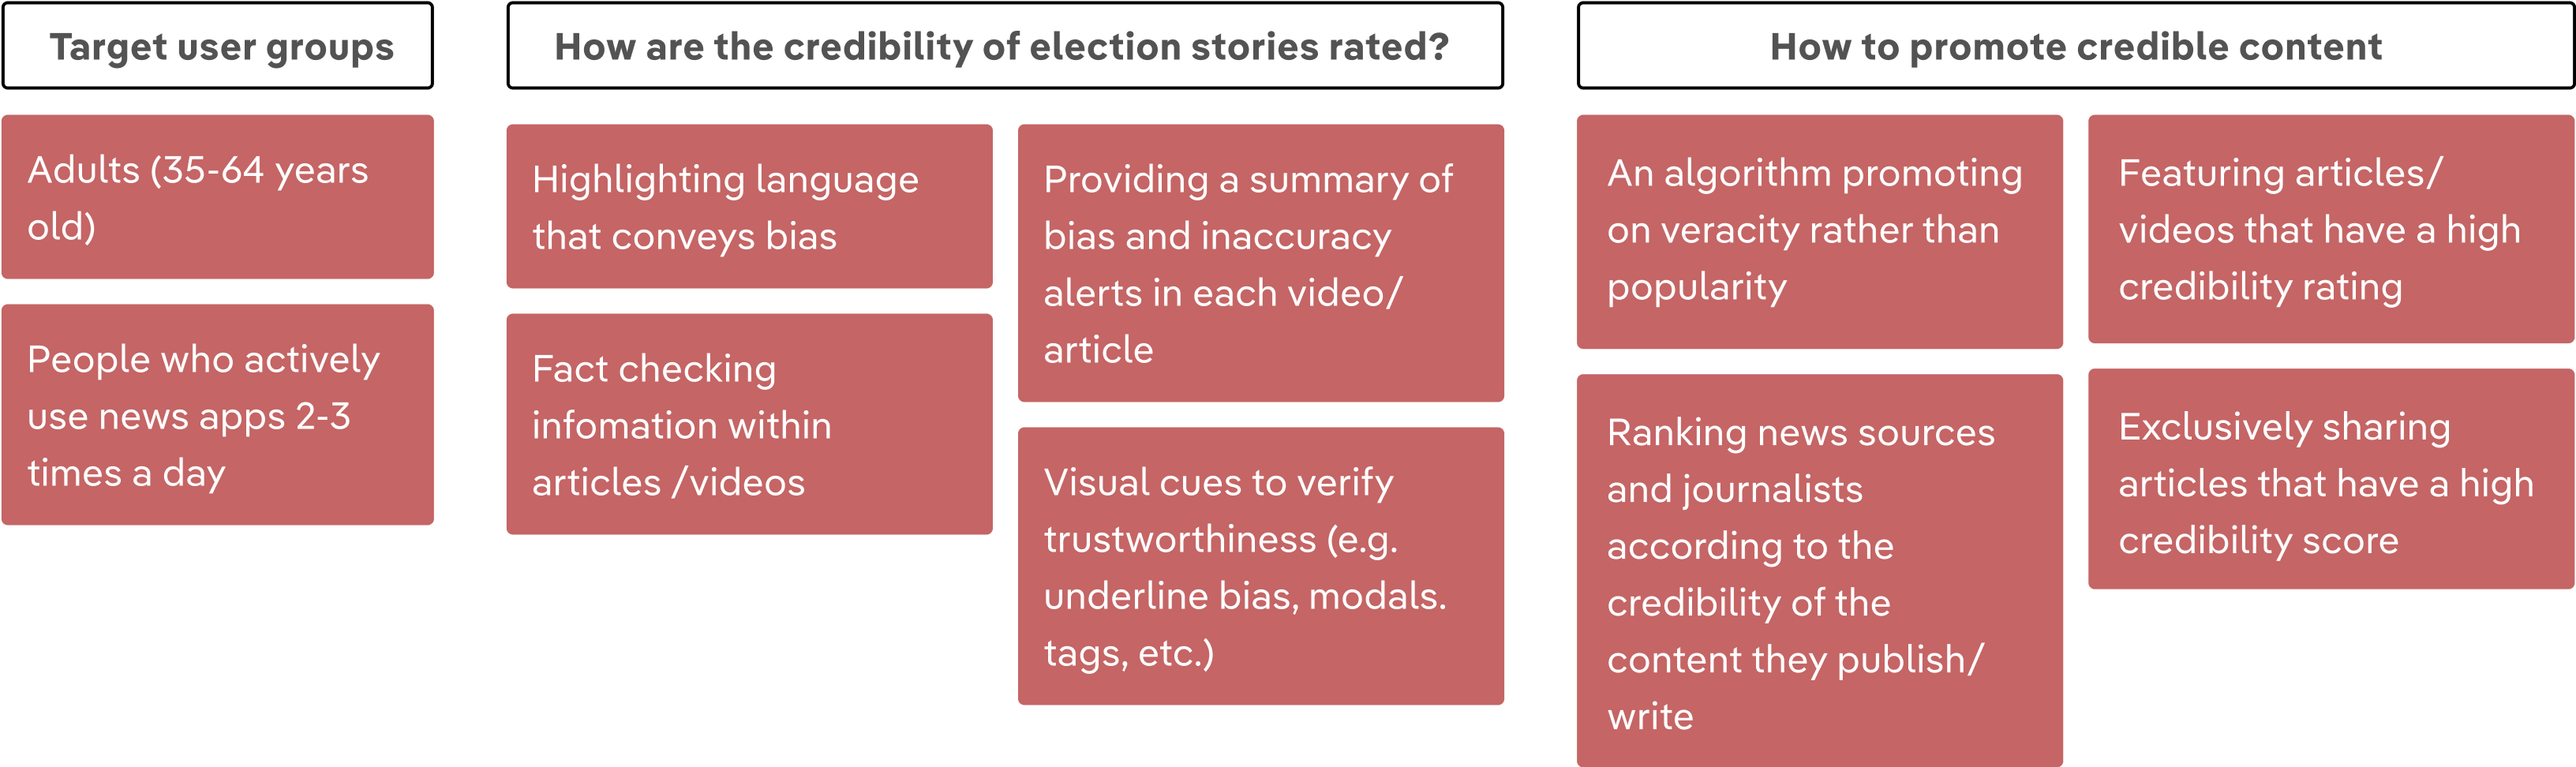 Target user groups
Adults (35-64 years
old)
People who actively
use news apps 2-3
times a day
How are the credibility of election stories rated?
Highlighting language
that conveys bias
Fact checking
infomation within
articles /videos
Providing a summary of
bias and inaccuracy
alerts in each video/
article
Visual cues to verify
trustworthiness (e.g.
underline bias, modals.
tags, etc.)
How to promote credible content
An algorithm promoting
on veracity rather than
popularity
Ranking news sources
and journalists
according to the
credibility of the
content they publish/
write
Featuring articles/
videos that have a high
credibility rating
Exclusively sharing
articles that have a high
credibility score